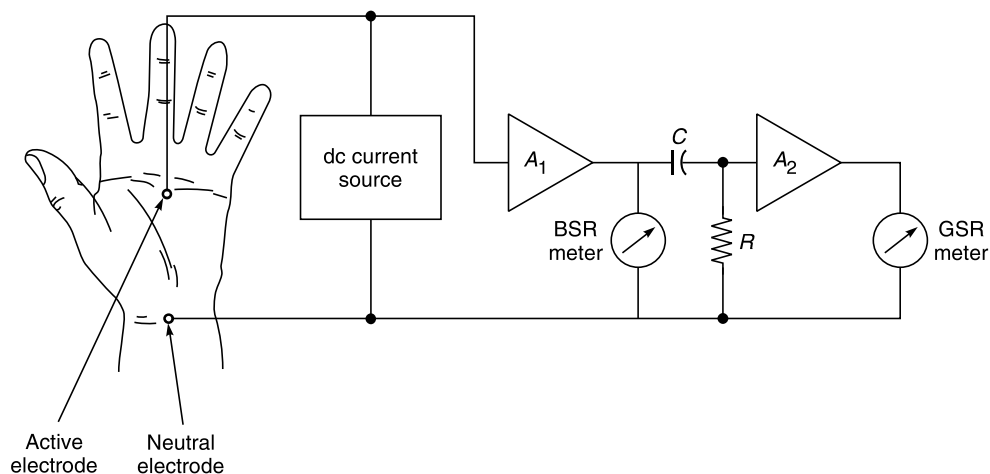 dc current
source
A1
C
A2
BSR
meter
R
GSR
meter
Active
electrode
Neutral
electrode